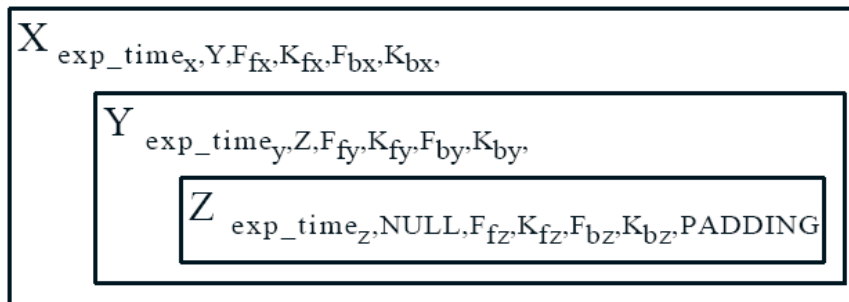 X exp_timex,Y,Ffx,Kfx,Fbx,Kbx,
Y exp_timey,Z,Ffy,Kfy,Fby,Kby,
Z exp_timez,NULL,Ffz,Kfz,Fbz,Kbz,PADDING